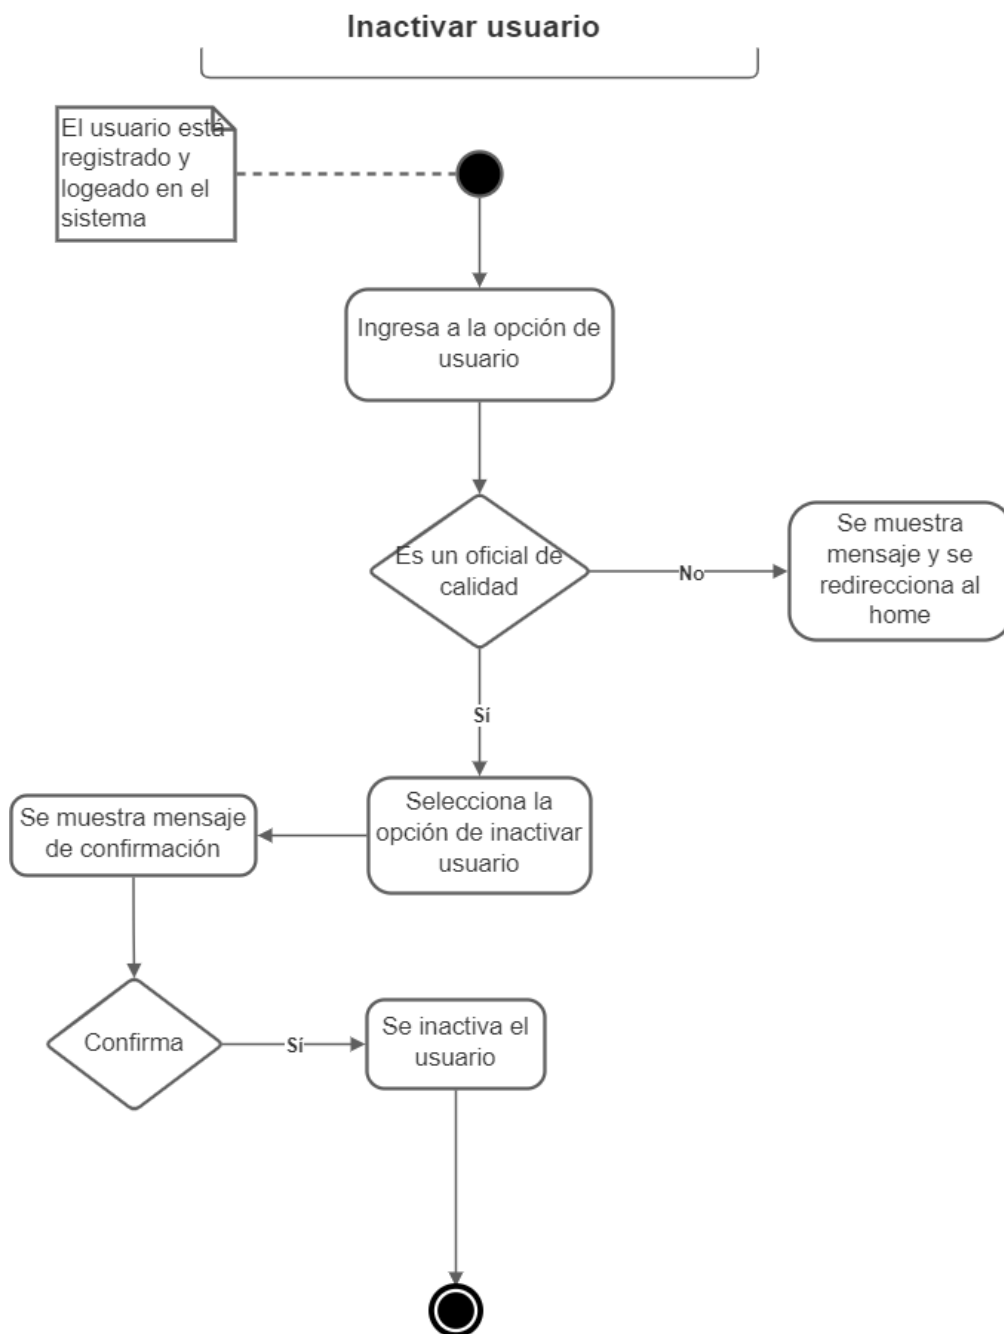 Inactivar usuario
El usuario está
registrado y
logeado en el
sistema
Ingresa a la opción de
usuario
Es un oficial de
calidad
No
Se muestra
mensaje y se
redirecciona al
home
Sí
Selecciona la
opción de inactivar
usuario
Se muestra mensaje
de confirmación
Confirma
Sí
Se inactiva el
usuario